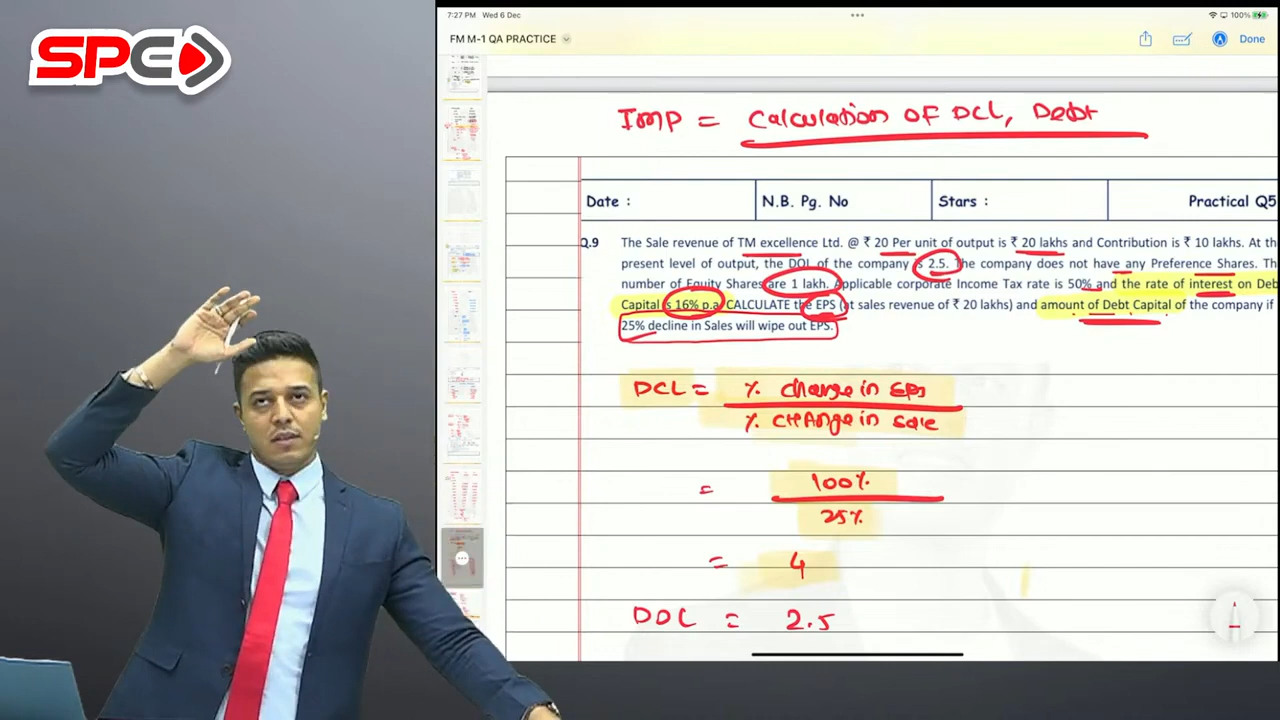 SPED
7:27 PM Wed 6 Dec
100%
FM M-1 QA PRACTICE
Done
IMP = Calculation of DCL, Debt
Date :
N.B. Pg. No
Stars :
Practical Q5
Q.9 The Sale revenue of TM excellence Ltd. @ ₹ 20 Per unit of output is ₹ 20 lakhs and Contribution is ₹ 10 lakhs. At th
present level of output, the DOL of the company is 2.5. The company does not have any Preference Shares. Th
number of Equity Shares are 1 lakh. Applicable corporate Income Tax rate is 50% and the rate of interest on Deb
Capital is 16% p.a. CALCULATE the EPS (at sales revenue of ₹ 20 lakhs) and amount of Debt Capital of the company if
25% decline in Sales will wipe out EPS.
DCL = % change in EPS
% change in sale
= 100%
25%
= 4
DOL = 2.5